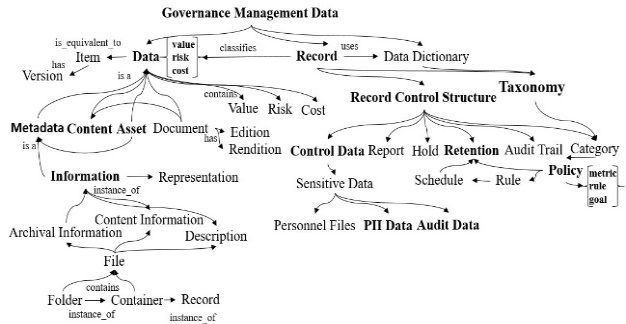 Governance Management Data
is_equivalent_to value classifies uses
Item Data risk Record Data Dictionary
has cost
Version Taxonomy
is a contains Record Control Structure
Value Risk Cost
Metadata Content Asset Document Edition
has
is a Rendition Control Data Report Hold Retention Audit Trail Category
Information Representation Policy metric
instance_of Sensitive Data Schedule Rule rule
goal
Content Information
Archival Information Description Personnel Files PII Data Audit Data
File
contains
Folder Container Record
instance_of instance_of